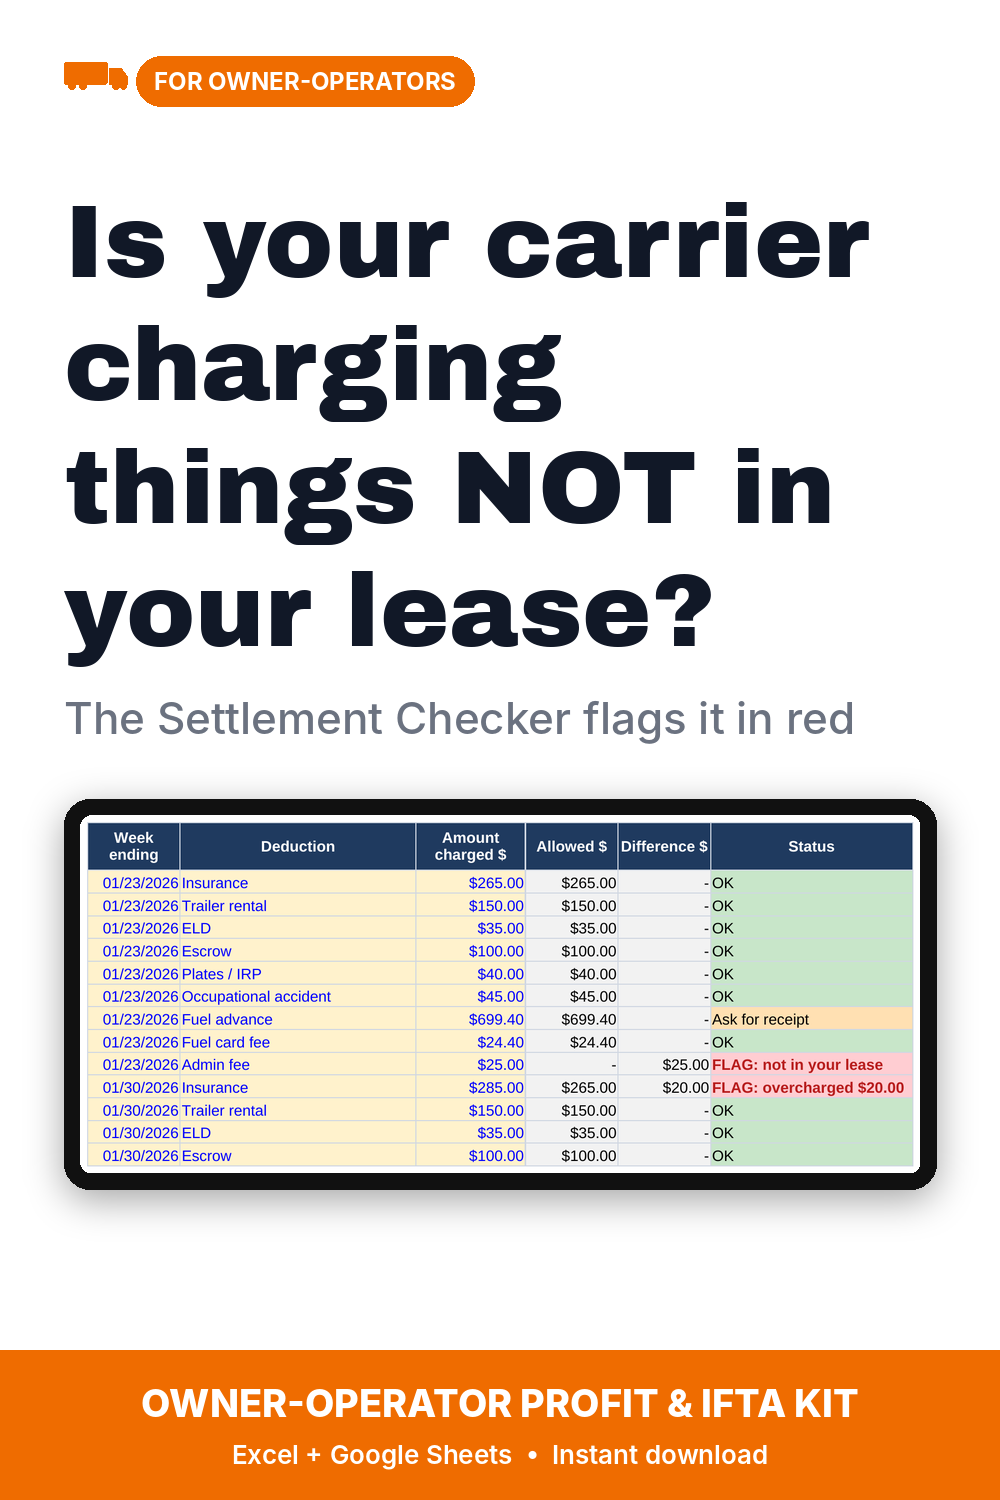 FOR OWNER-OPERATORS
Is your carrier
charging
things NOT in
your lease?
The Settlement Checker flags it in red
Week ending Deduction Amount charged $ Allowed $ Difference $ Status
01/23/2026 Insurance $265.00 $265.00 - OK
01/23/2026 Trailer rental $150.00 $150.00 - OK
01/23/2026 ELD $35.00 $35.00 - OK
01/23/2026 Escrow $100.00 $100.00 - OK
01/23/2026 Plates / IRP $40.00 $40.00 - OK
01/23/2026 Occupational accident $45.00 $45.00 - OK
01/23/2026 Fuel advance $699.40 $699.40 - Ask for receipt
01/23/2026 Fuel card fee $24.40 $24.40 - OK
01/23/2026 Admin fee $25.00 - $25.00 FLAG: not in your lease
01/30/2026 Insurance $285.00 $265.00 $20.00 FLAG: overcharged $20.00
01/30/2026 Trailer rental $150.00 $150.00 - OK
01/30/2026 ELD $35.00 $35.00 - OK
01/30/2026 Escrow $100.00 $100.00 - OK
OWNER-OPERATOR PROFIT & IFTA KIT
Excel + Google Sheets • Instant download